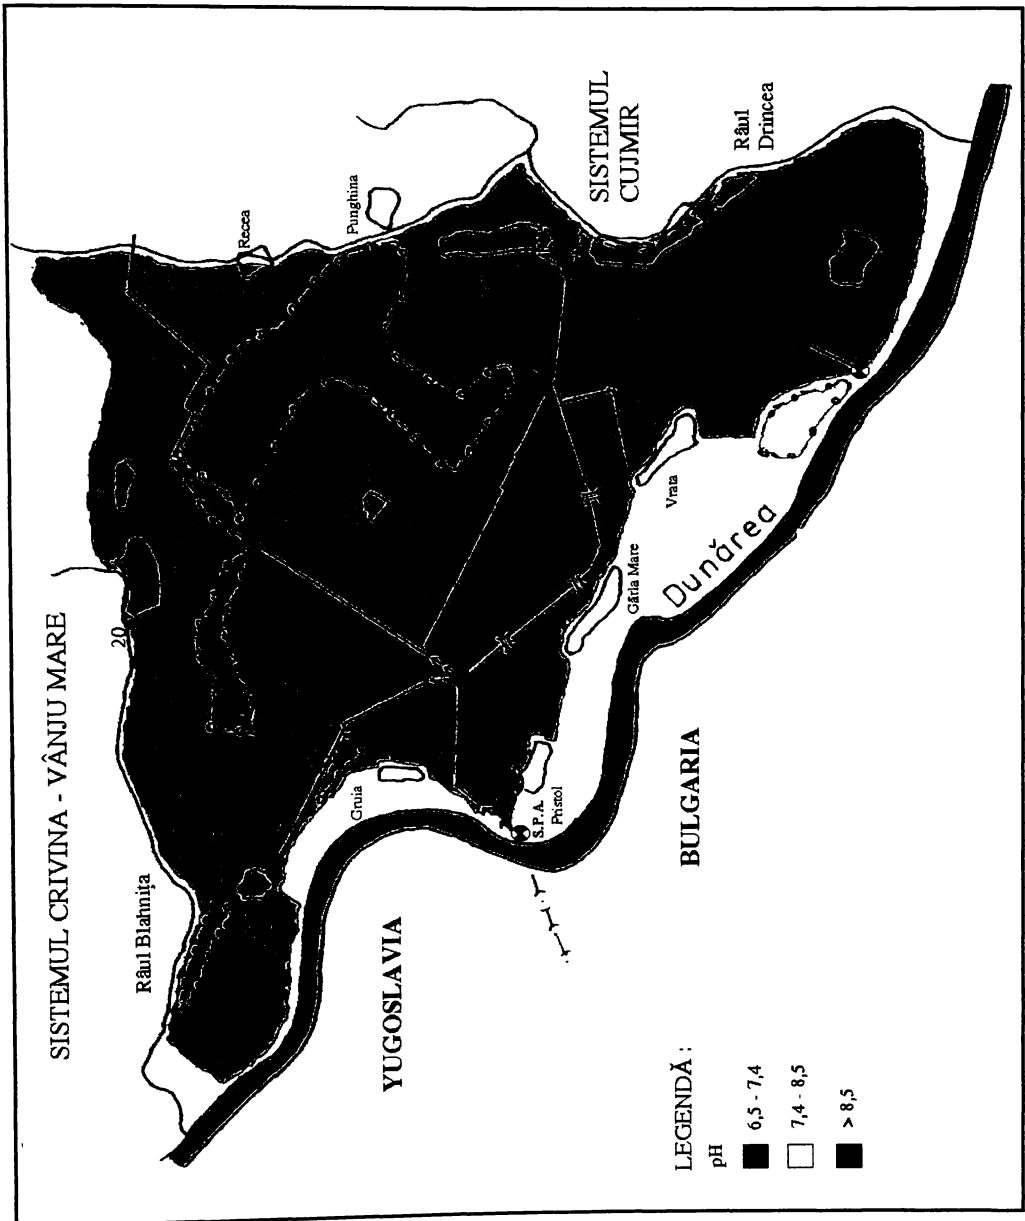 SISTEMUL CRIVINA - VÂNJU MARE
Râul Blahnița
20
Recea
Punghina
SISTEMUL
CUJMIR
Râul
Drincea
Gruia
S.P.A.
Pristol
Gârla Mare
Vrata
Dunărea
YUGOSLAVIA
BULGARIA
LEGENDĂ :
pH
6,5 - 7,4
7,4 - 8,5
> 8,5